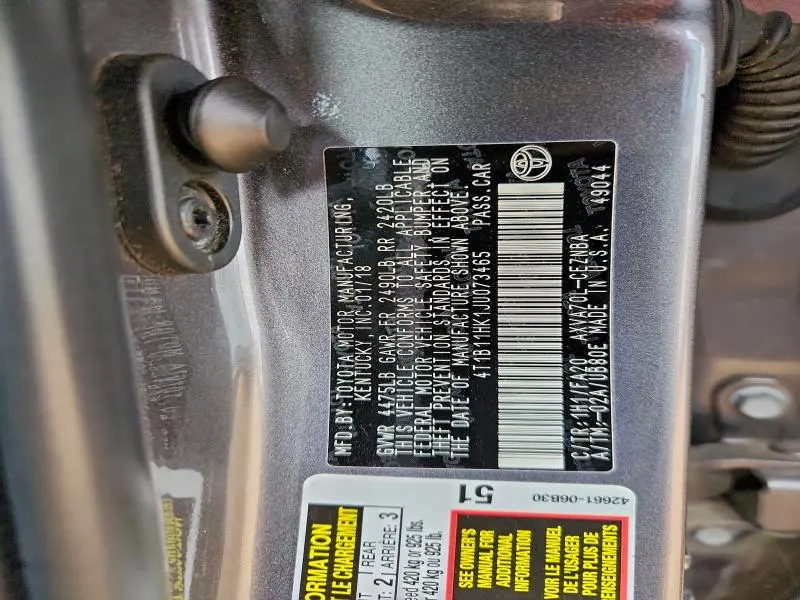 MFD.BY:TOYOTA MOTOR MANUFACTURING,
KENTUCKY, INC. 01/18
GVWR 4475LB GAWR FR 2490LB RR 2420LB
THIS VEHICLE CONFORMS TO ALL APPLICABLE
FEDERAL MOTOR VEHICLE SAFETY, BUMPER, AND
THEFT PREVENTION STANDARDS IN EFFECT ON
THE DATE OF MANUFACTURE SHOWN ABOVE.
4T1B11HK1JU073465 PASS.CAR
C/TR:1H1/FA20 AXVA70L-CEZNBA
A/TM:-02A/UB80E MADE IN U.S.A. 49044
TOYOTA
51
42661-06B30
ORMATION
T LE CHARGEMENT
REAR
ARRIÈRE: 3
T: 2
eed 420 kg or 925 lbs.
r 420 kg ou 925 lb.
SEE OWNER'S
MANUAL FOR
ADDITIONAL
INFORMATION
VOIR LE MANUEL
DE L'USAGER
POUR PLUS DE
RENSEIGNEMENTS